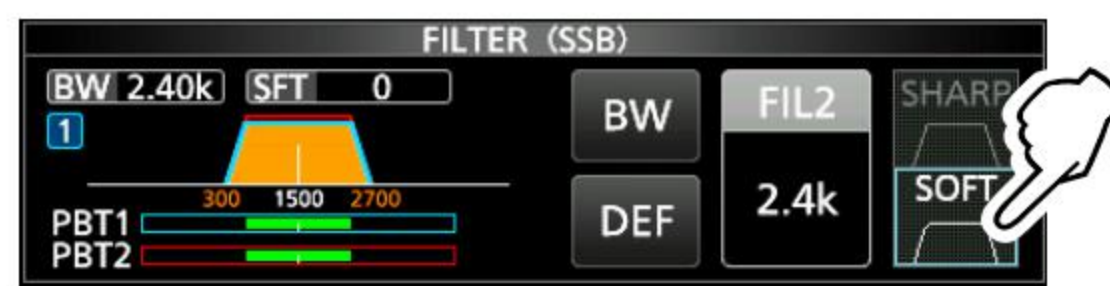 FILTER (SSB)
BW 2.40k SFT 0
1
300 1500 2700
PBT1
PBT2
BW
DEF
FIL2
2.4k
SHARP
SOFT